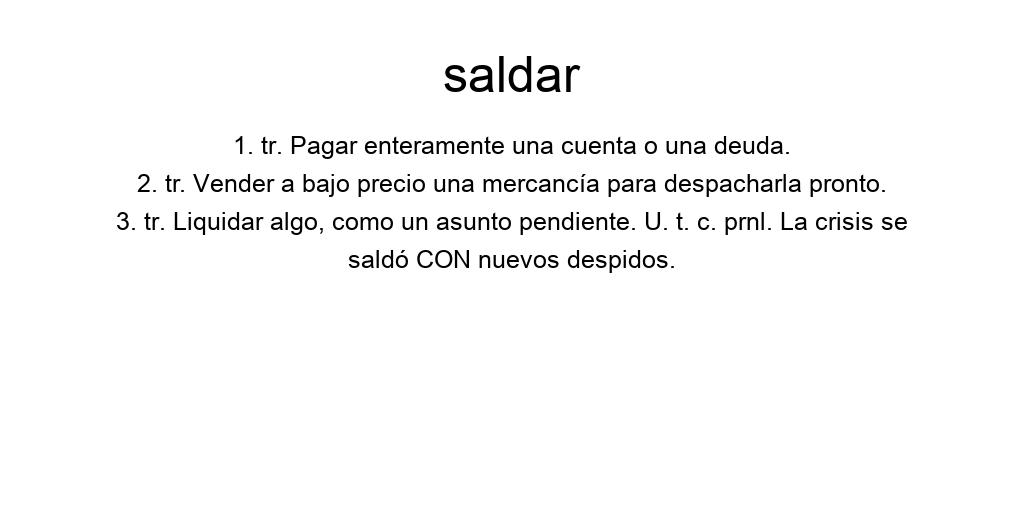 saldar
1. tr. Pagar enteramente una cuenta o una deuda.
2. tr. Vender a bajo precio una mercancía para despacharla pronto.
3. tr. Liquidar algo, como un asunto pendiente. U. t. c. prnl. La crisis se
saldó CON nuevos despidos.